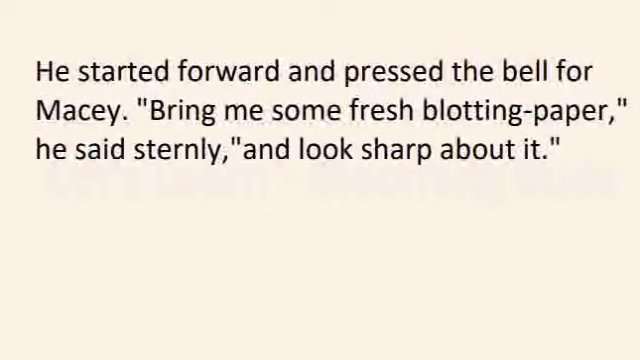 He started forward and pressed the bell for
Macey. "Bring me some fresh blotting-paper,"
he said sternly,"and look sharp about it."